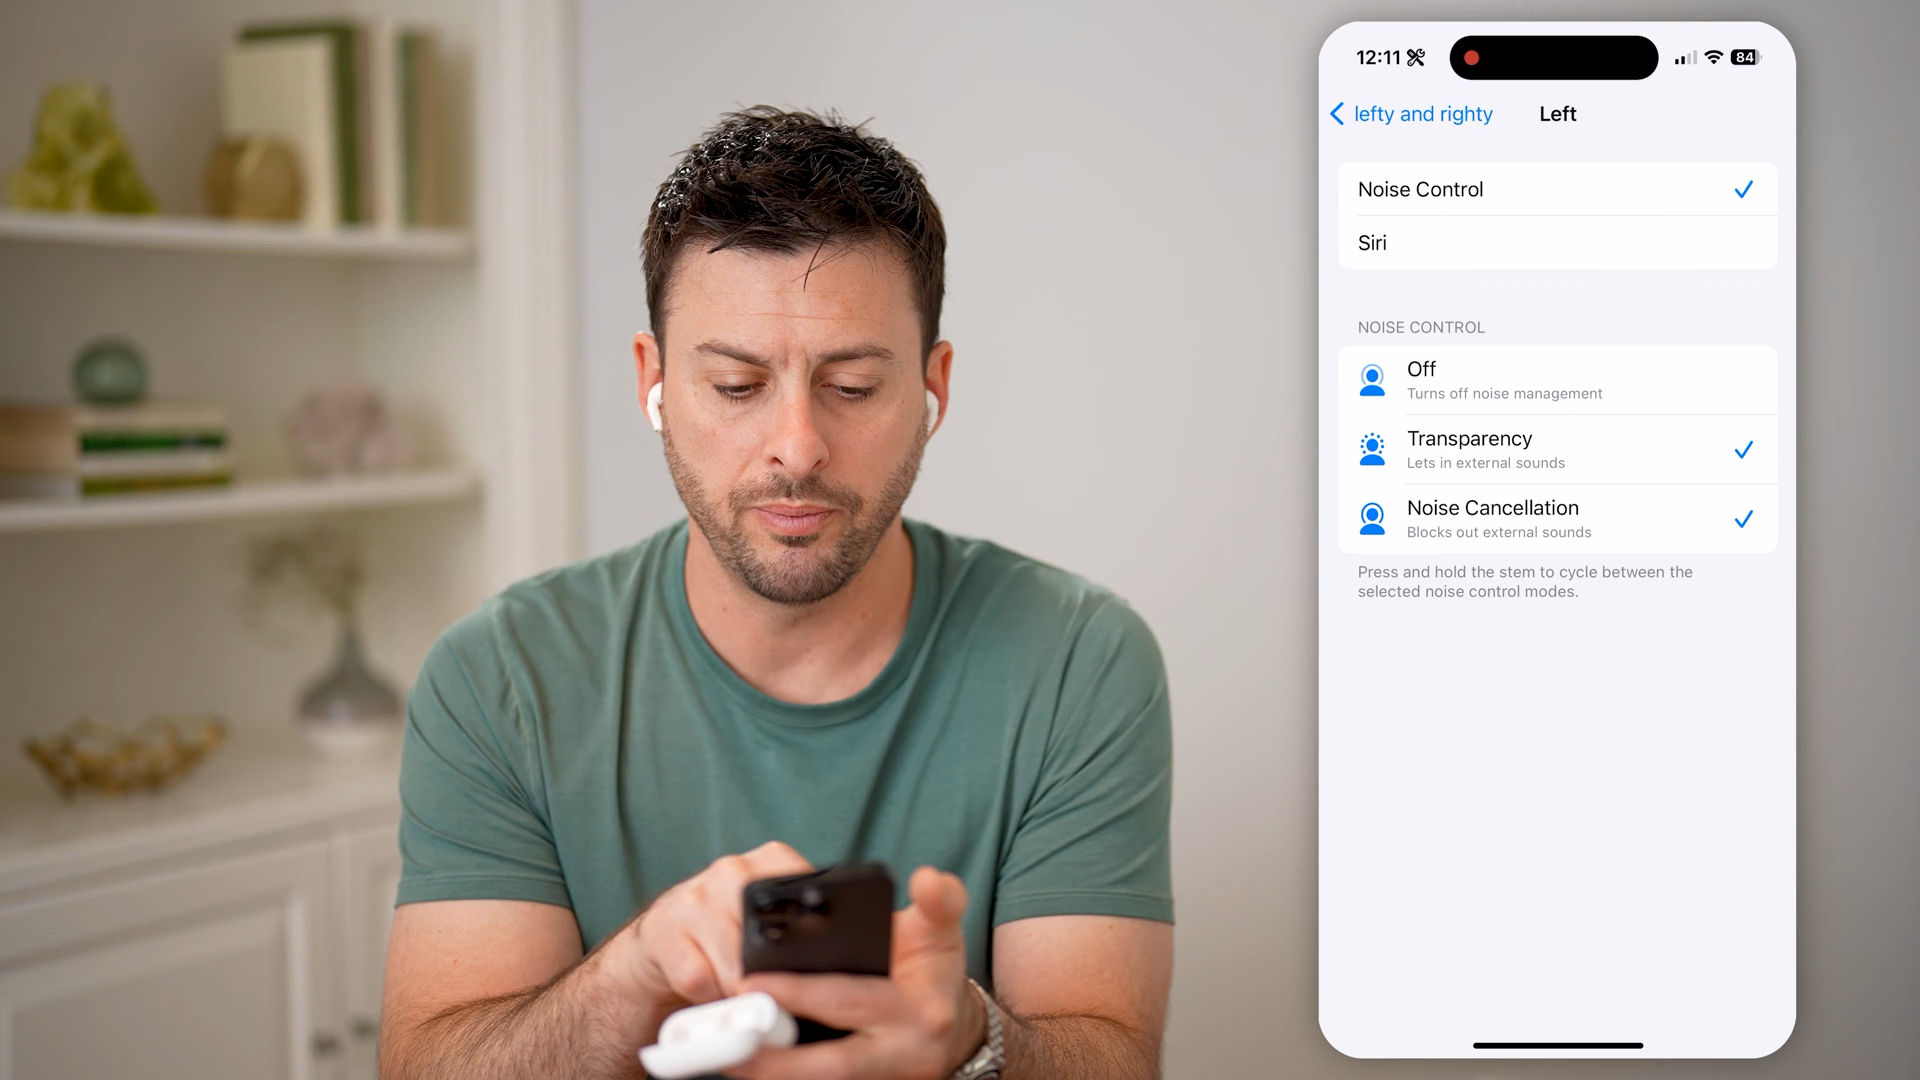 12:11
84
lefty and righty
Left
Noise Control
Siri
NOISE CONTROL
Off
Turns off noise management
Transparency
Lets in external sounds
Noise Cancellation
Blocks out external sounds
Press and hold the stem to cycle between the
selected noise control modes.